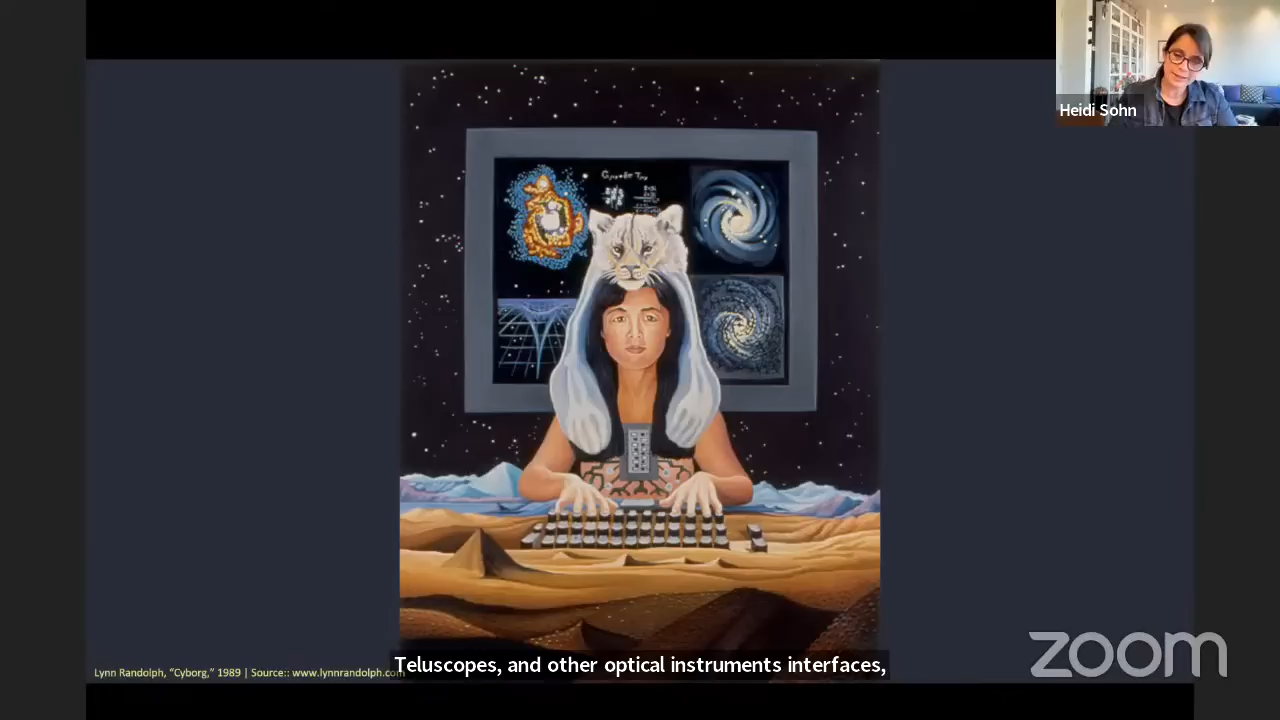 Heidi Sohn
Teluscopes, and other optical instruments interfaces,
Lynn Randolph, "Cyborg," 1989 | Source:: www.lynnrandolph.com
zoom